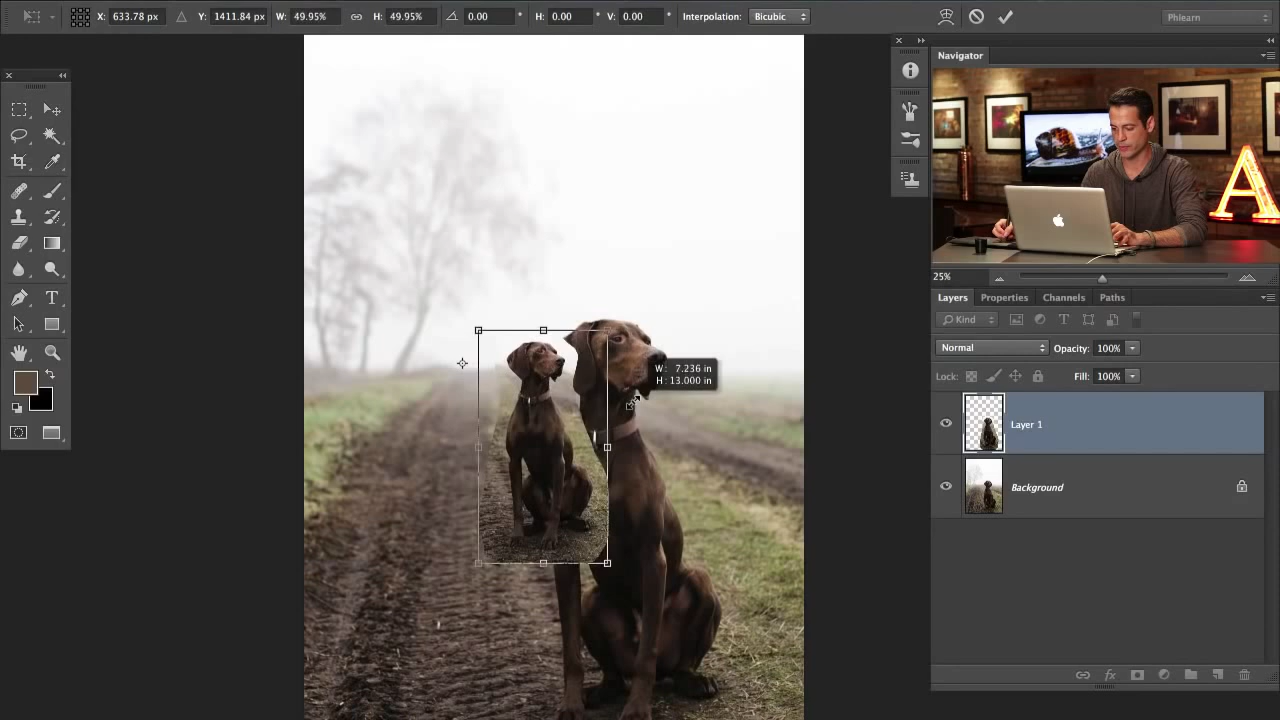 X: 633.78 px Y: 1411.84 px W: 49.95% H: 49.95% 0.00 ° H: 0.00 ° V: 0.00 ° Interpolation: Bicubic Phlearn
Navigator
A
25%
Layers Properties Channels Paths
Kind T
Normal Opacity: 100%
Lock: Fill: 100%
W: 7.236 in
H: 13.000 in
Layer 1
Background
T
fx